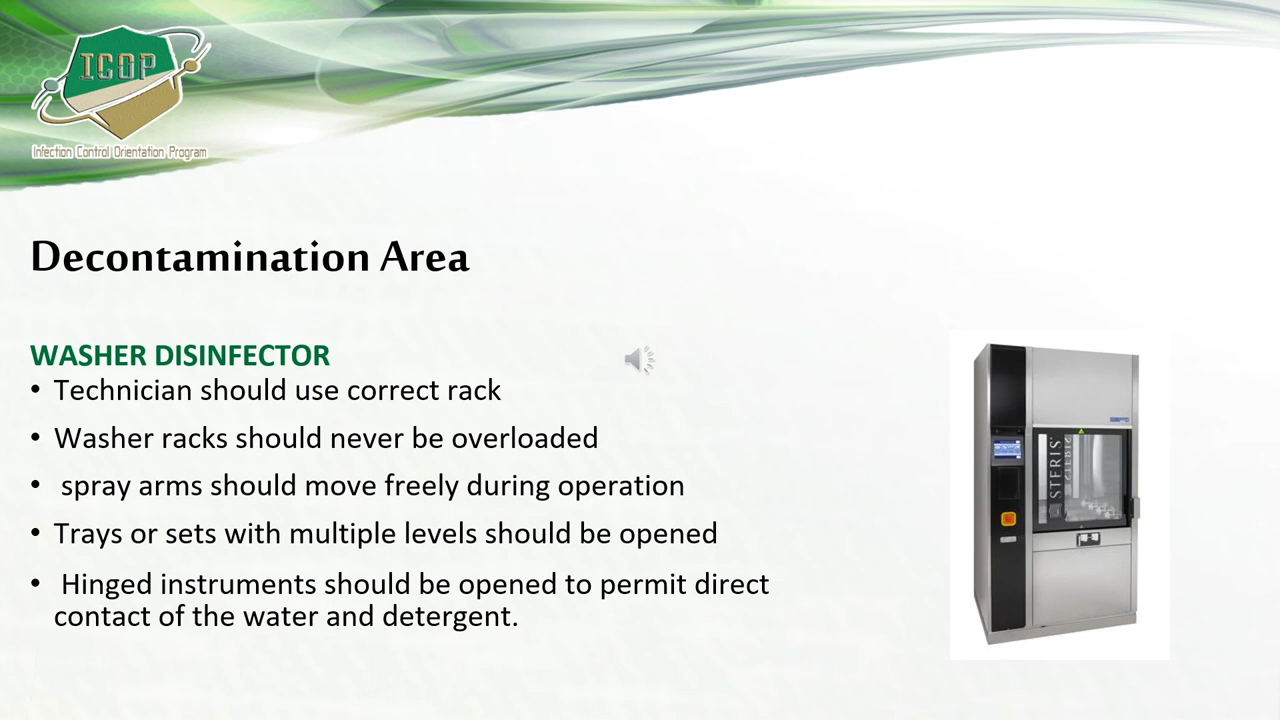 ICOP
Infection Control Orientation Program
Decontamination Area
WASHER DISINFECTOR
• Technician should use correct rack
• Washer racks should never be overloaded
• spray arms should move freely during operation
• Trays or sets with multiple levels should be opened
• Hinged instruments should be opened to permit direct
contact of the water and detergent.
STERIS